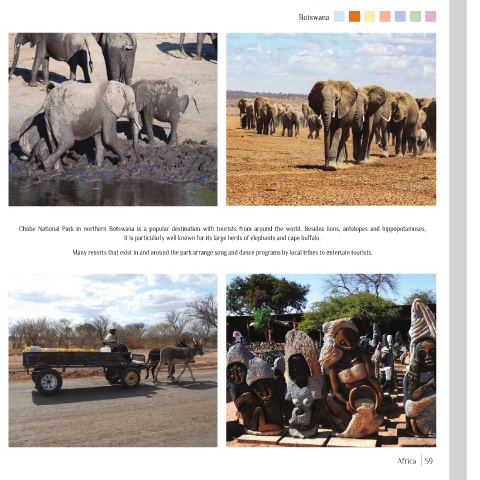 Botswana
Chobe National Park in northern Botswana is a popular destination with tourists from around the world. Besides lions, antelopes and hippopotamuses,
it is particularly well known for its large herds of elephants and cape buffalo.
Many resorts that exist in and around the park arrange song and dance programs by local tribes to entertain tourists.
Africa | 59